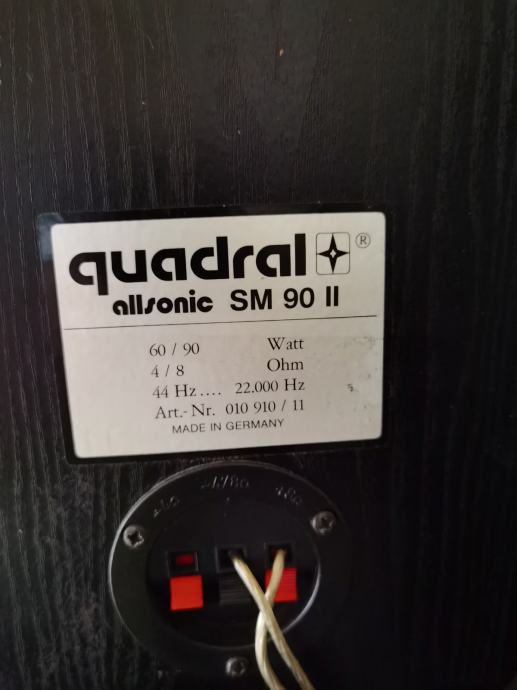 quadral ®
allsonic SM 90 II
60 / 90 Watt
4 / 8 Ohm
44 Hz .... 22.000 Hz
Art.-Nr. 010 910 / 11
MADE IN GERMANY